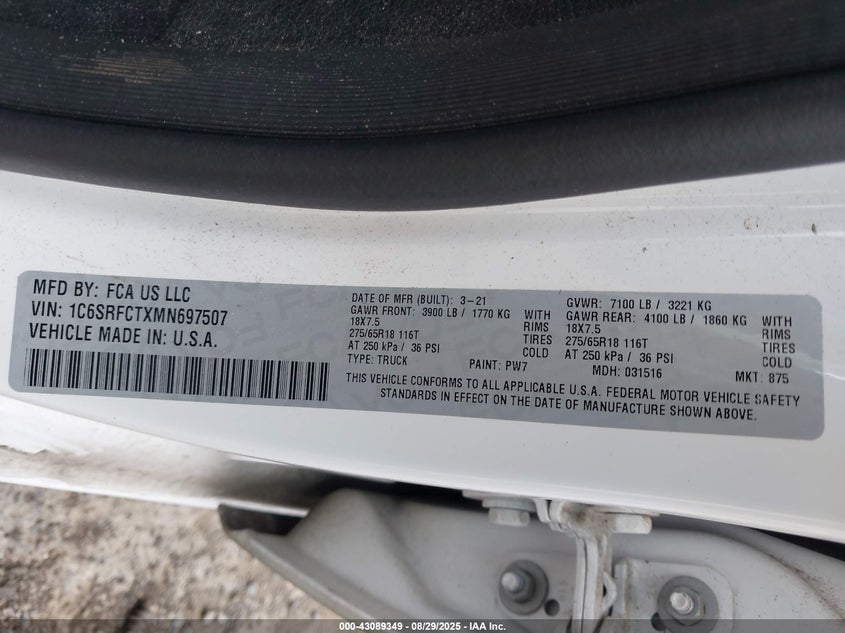 MFD BY: FCA US LLC
VIN: 1C6SRFCTXMN697507
VEHICLE MADE IN: U.S.A.
DATE OF MFR (BUILT): 3-21
GAWR FRONT: 3900 LB / 1770 KG WITH
18X7.5 RIMS
275/65R18 116T TIRES
AT 250 kPa / 36 PSI COLD
TYPE: TRUCK PAINT: PW7
GVWR: 7100 LB / 3221 KG
GAWR REAR: 4100 LB / 1860 KG WITH
18X7.5 RIMS
275/65R18 116T TIRES
AT 250 kPa / 36 PSI COLD
MDH: 031516 MKT: 875
THIS VEHICLE CONFORMS TO ALL APPLICABLE U.S.A. FEDERAL MOTOR VEHICLE SAFETY
STANDARDS IN EFFECT ON THE DATE OF MANUFACTURE SHOWN ABOVE.
000-43089349 - 08/29/2025 - IAA Inc.